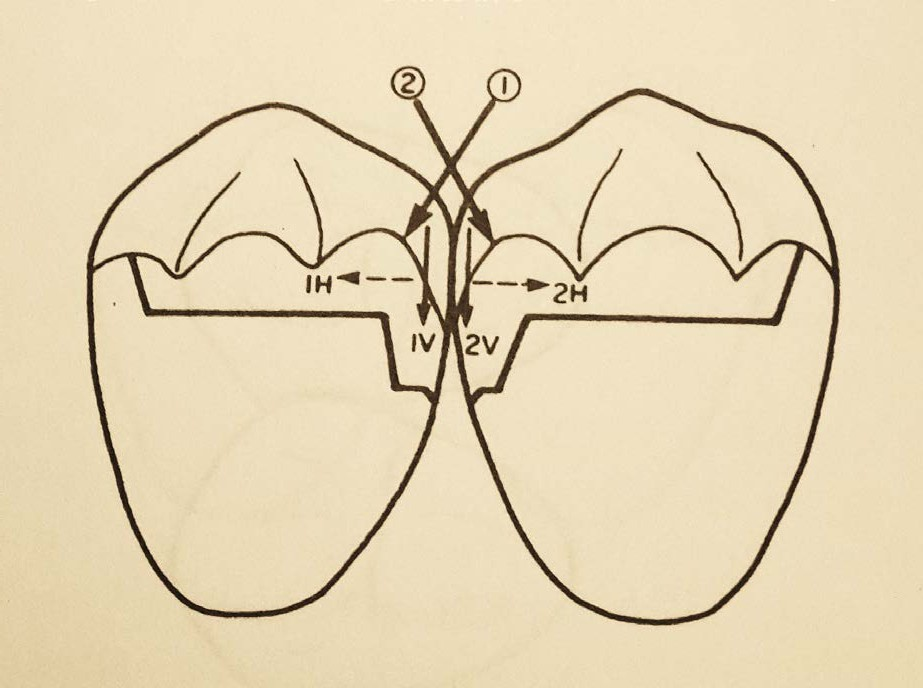 ② ①
1H 2H
1V 2V